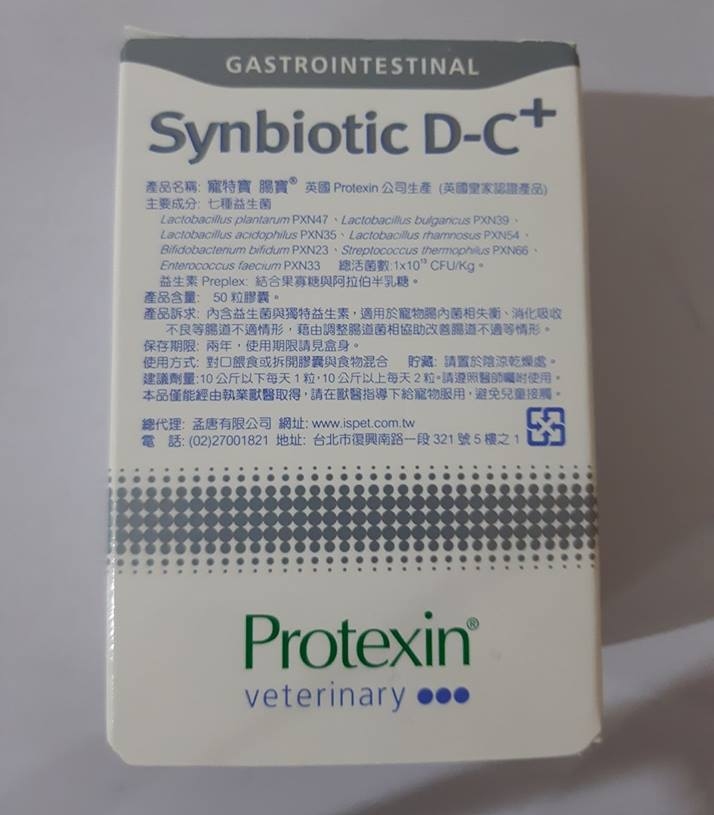 GASTROINTESTINAL
Synbiotic D-C+
產品名稱: 寵特寶 腸寶® 英國 Protexin 公司生產 (英國皇家認證產品)
主要成分: 七種益生菌
Lactobacillus plantarum PXN47、Lactobacillus bulgaricus PXN39、
Lactobacillus acidophilus PXN35、Lactobacillus rhamnosus PXN54、
Bifidobacterium bifidum PXN23、Streptococcus thermophilus PXN66、
Enterococcus faecium PXN33 總活菌數:1x10¹³ CFU/Kg。
益生素 Preplex: 結合果寡糖與阿拉伯半乳糖。
產品含量: 50 粒膠囊。
產品訴求: 內含益生菌與獨特益生素，適用於寵物腸內菌相失衡、消化吸收
不良等腸道不適情形，藉由調整腸道菌相協助改善腸道不適等情形。
保存期限: 兩年，使用期限請見盒身。
使用方式: 對口餵食或拆開膠囊與食物混合 貯藏: 請置於陰涼乾燥處。
建議劑量:10 公斤以下每天 1 粒，10 公斤以上每天 2 粒。請遵照醫師囑咐使用。
本品僅能經由執業獸醫取得，請在獸醫指導下給寵物服用，避免兒童接觸。
總代理: 孟唐有限公司 網址: www.ispet.com.tw
電 話: (02)27001821 地址: 台北市復興南路一段 321 號 5 樓之 1
Protexin®
veterinary